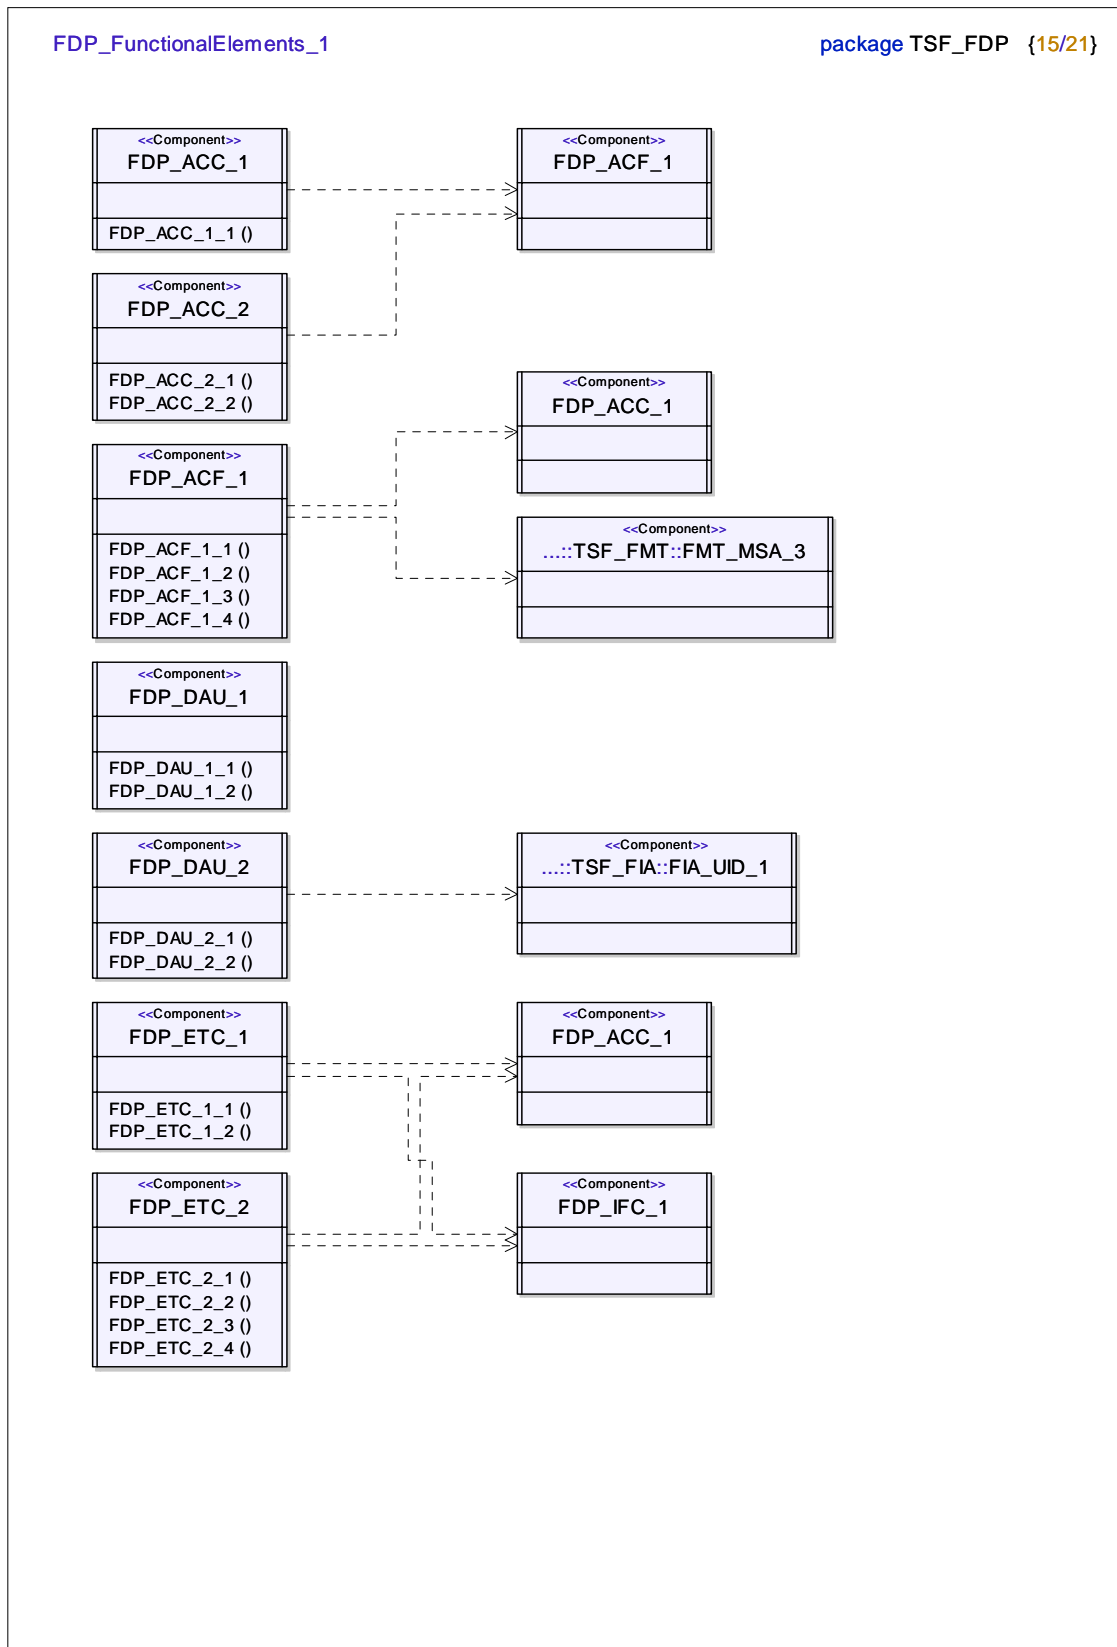 FDP_FunctionalElements_1
package TSF_FDP {15/21}
<<Component>>
FDP_ACC_1
FDP_ACC_1_1 ()
<<Component>>
FDP_ACF_1
<<Component>>
FDP_ACC_2
FDP_ACC_2_1 ()
FDP_ACC_2_2 ()
<<Component>>
FDP_ACC_1
<<Component>>
FDP_ACF_1
FDP_ACF_1_1 ()
FDP_ACF_1_2 ()
FDP_ACF_1_3 ()
FDP_ACF_1_4 ()
<<Component>>
...::TSF_FMT::FMT_MSA_3
<<Component>>
FDP_DAU_1
FDP_DAU_1_1 ()
FDP_DAU_1_2 ()
<<Component>>
FDP_DAU_2
FDP_DAU_2_1 ()
FDP_DAU_2_2 ()
<<Component>>
...::TSF_FIA::FIA_UID_1
<<Component>>
FDP_ETC_1
FDP_ETC_1_1 ()
FDP_ETC_1_2 ()
<<Component>>
FDP_ACC_1
<<Component>>
FDP_ETC_2
FDP_ETC_2_1 ()
FDP_ETC_2_2 ()
FDP_ETC_2_3 ()
FDP_ETC_2_4 ()
<<Component>>
FDP_IFC_1